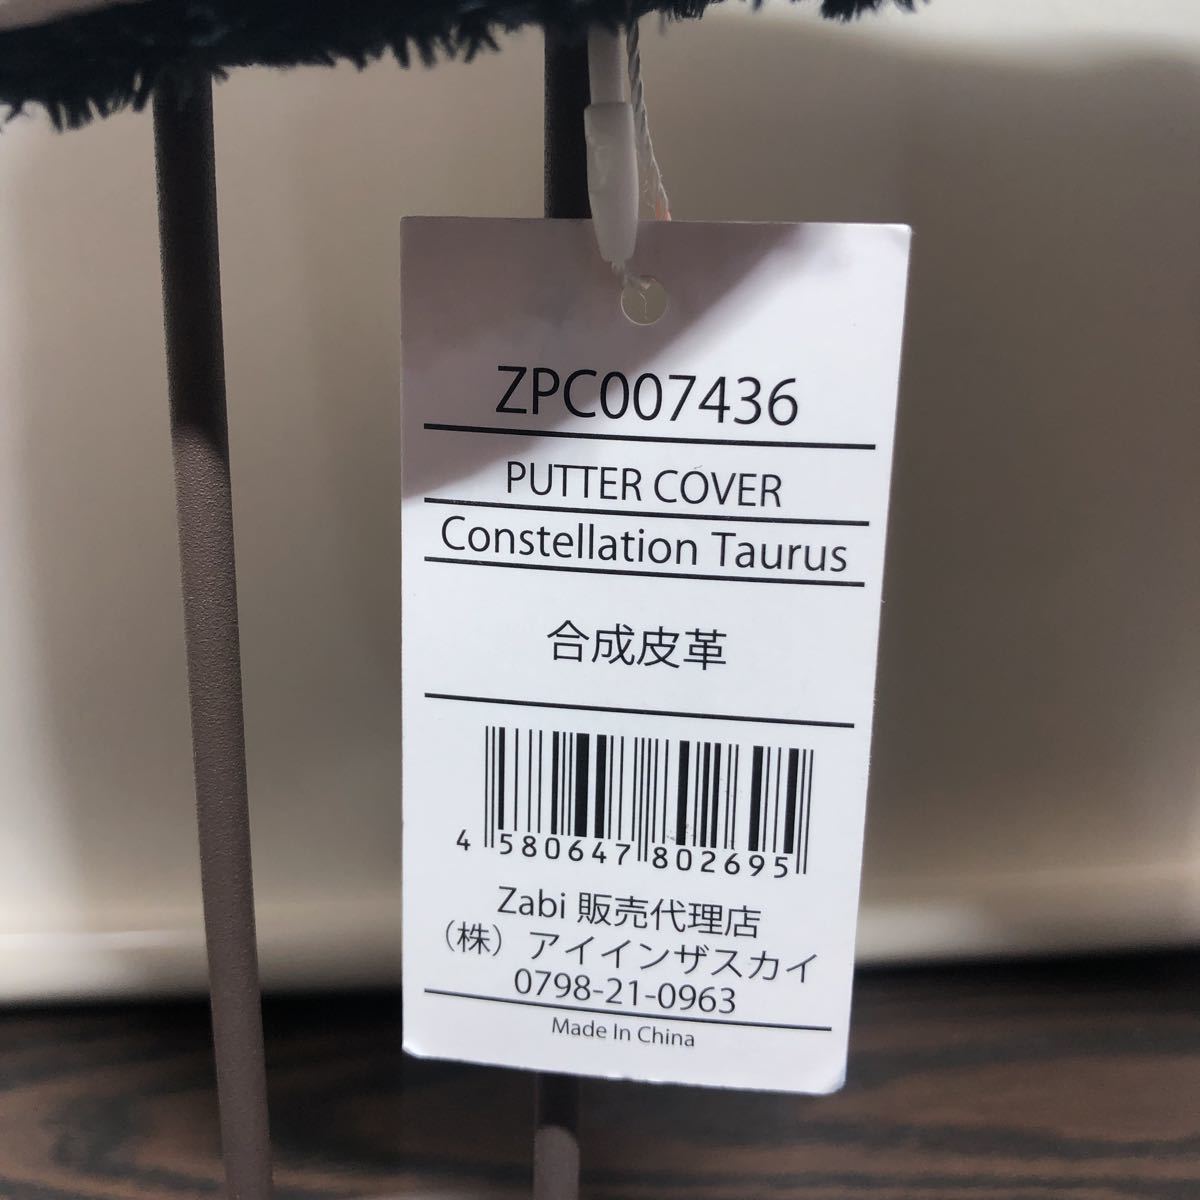 ZPC007436
PUTTER COVER
Constellation Taurus
合成皮革
4 580647 802695
Zabi 販売代理店
（株）アイインザスカイ
0798-21-0963
Made In China